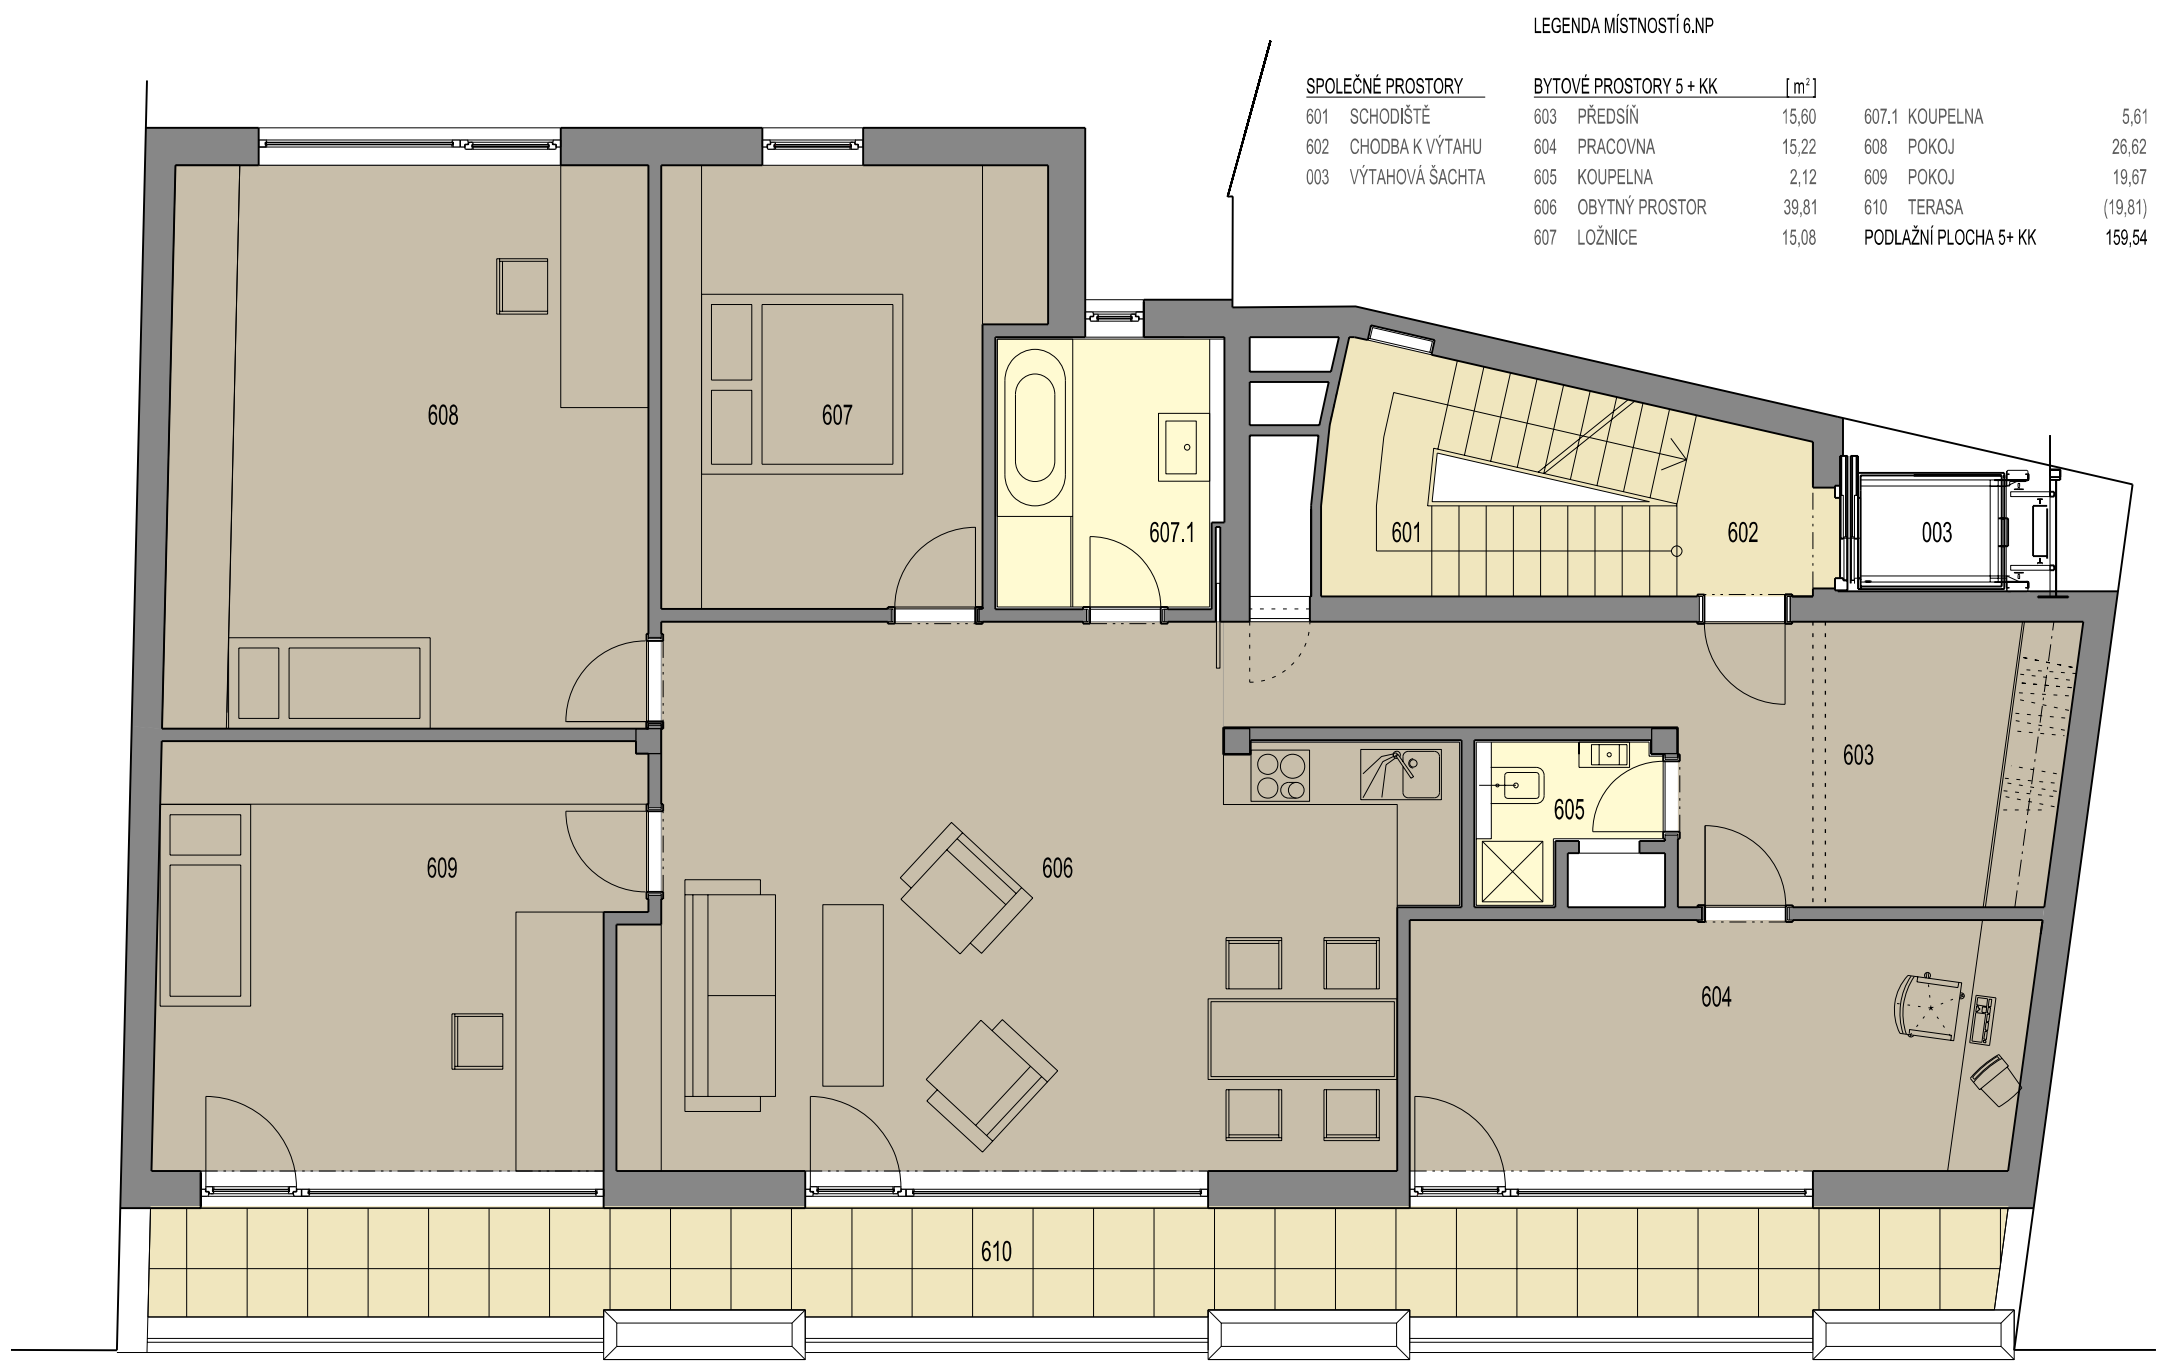 LEGENDA MÍSTNOSTÍ 6.NP
SPOLEČNÉ PROSTORY
601 SCHODIŠTĚ
602 CHODBA K VÝTAHU
003 VÝTAHOVÁ ŠACHTA
BYTOVÉ PROSTORY 5 + KK [ m² ]
603 PŘEDSÍŇ 15,60
604 PRACOVNA 15,22
605 KOUPELNA 2,12
606 OBYTNÝ PROSTOR 39,81
607 LOŽNICE 15,08
607.1 KOUPELNA 5,61
608 POKOJ 26,62
609 POKOJ 19,67
610 TERASA (19,81)
PODLAŽNÍ PLOCHA 5+ KK 159,54
608
607
607.1
601
602
003
603
605
609
606
604
610